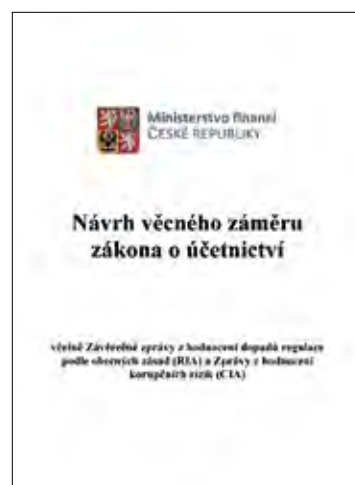 Ministerstvo financí
ČESKÉ REPUBLIKY
Návrh věcného záměru
zákona o účetnictví
včetně Závěrečné zprávy z hodnocení dopadů regulace
podle obecných zásad (RIA) a Zprávy z hodnocení
korupčních rizik (CIA)